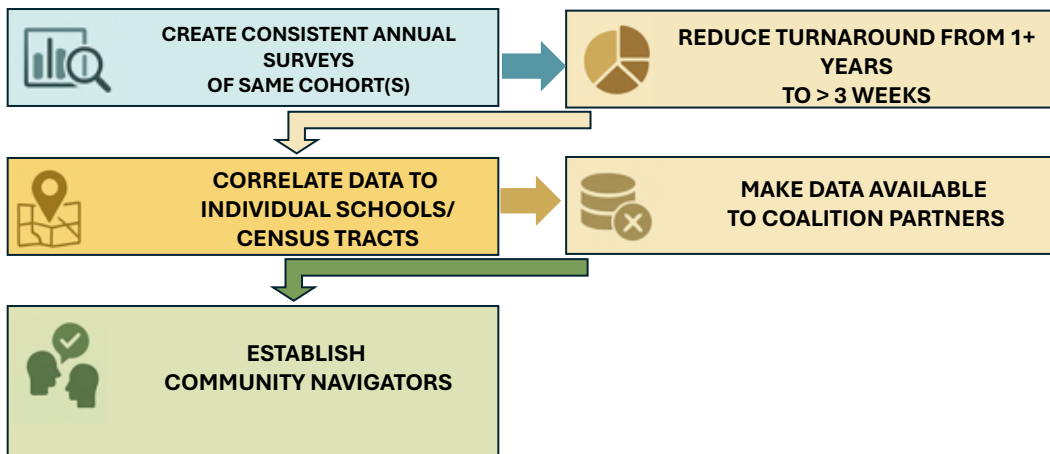 CREATE CONSISTENT ANNUAL
SURVEYS
OF SAME COHORT(S)
REDUCE TURNAROUND FROM 1+
YEARS
TO > 3 WEEKS
CORRELATE DATA TO
INDIVIDUAL SCHOOLS/
CENSUS TRACTS
MAKE DATA AVAILABLE
TO COALITION PARTNERS
ESTABLISH
COMMUNITY NAVIGATORS